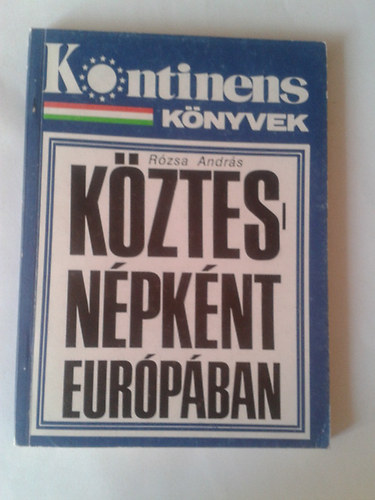 Kontinens
KÖNYVEK
Rózsa András
KÖZTES-
NÉPKÉNT
EURÓPÁBAN